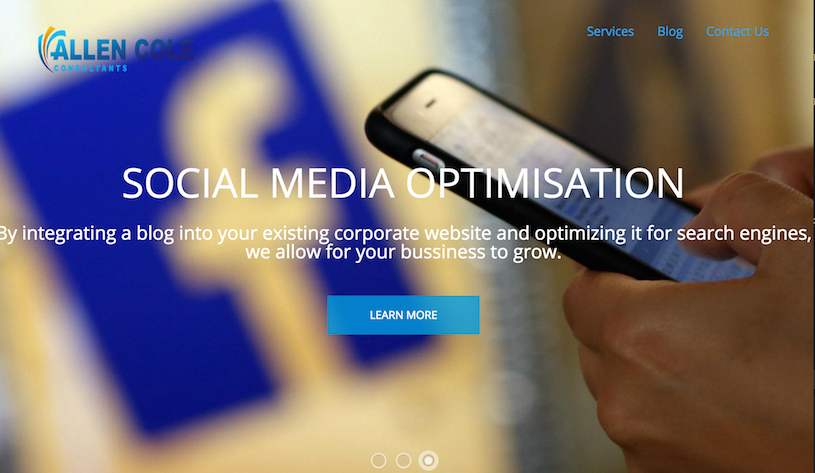 ALLEN COLE
CONSULTANTS
Services Blog Contact Us
SOCIAL MEDIA OPTIMISATION
By integrating a blog into your existing corporate website and optimizing it for search engines,
we allow for your bussiness to grow.
LEARN MORE